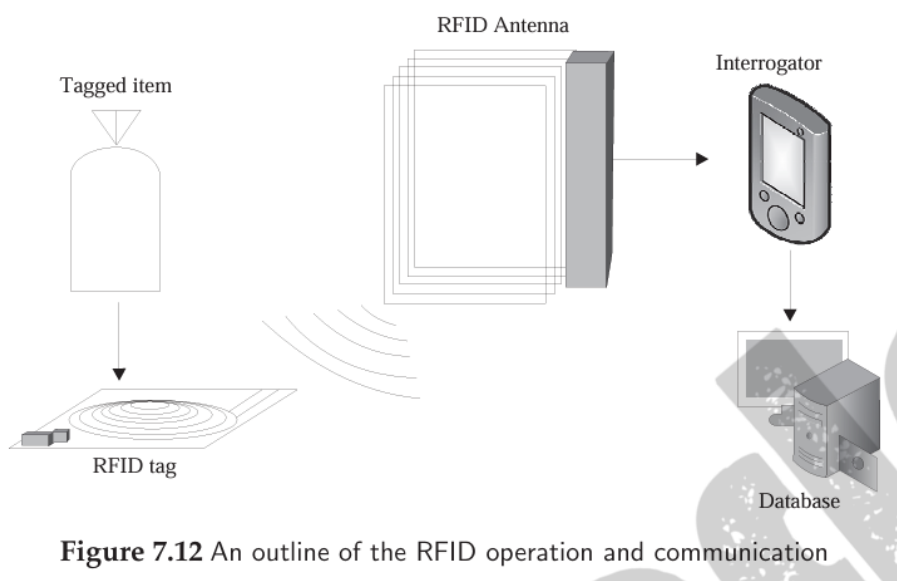 RFID Antenna
Interrogator
Tagged item
RFID tag
Database
Figure 7.12 An outline of the RFID operation and communication